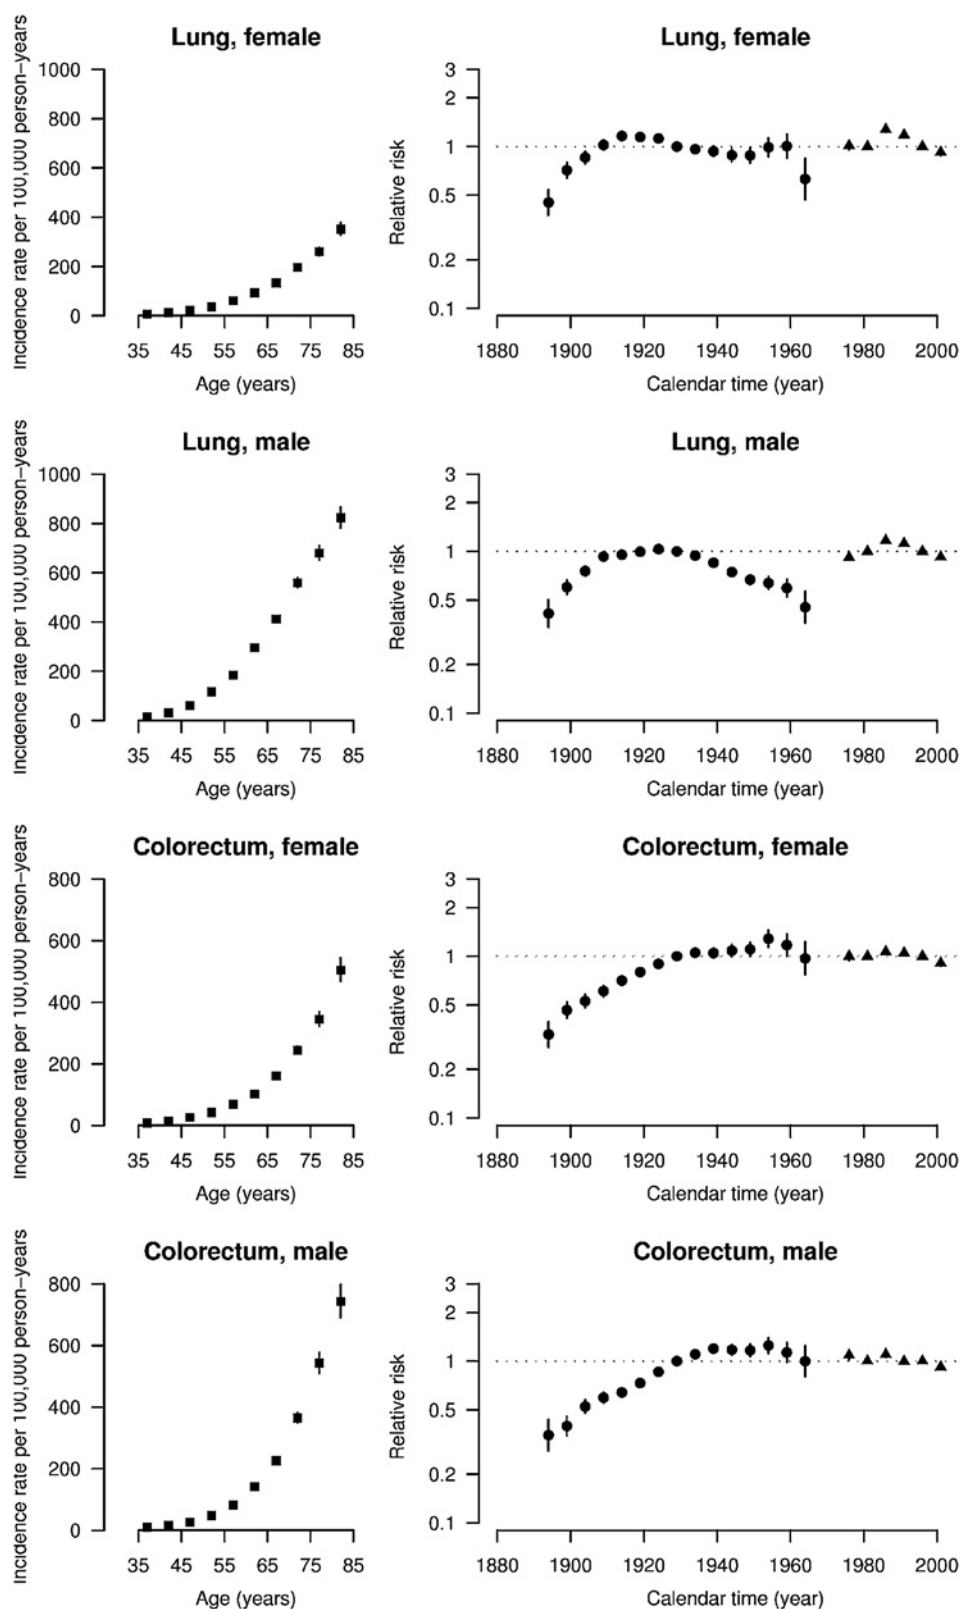 Lung, female
Lung, female
Incidence rate per 100,000 person−years
1000
800
600
400
200
0
35 45 55 65 75 85
Age (years)
Relative risk
3
2
1
0.5
0.2
0.1
1880 1900 1920 1940 1960 1980 2000
Calendar time (year)
Lung, male
Lung, male
Incidence rate per 100,000 person−years
1000
800
600
400
200
0
35 45 55 65 75 85
Age (years)
Relative risk
3
2
1
0.5
0.2
0.1
1880 1900 1920 1940 1960 1980 2000
Calendar time (year)
Colorectum, female
Colorectum, female
Incidence rate per 100,000 person−years
800
600
400
200
0
35 45 55 65 75 85
Age (years)
Relative risk
3
2
1
0.5
0.2
0.1
1880 1900 1920 1940 1960 1980 2000
Calendar time (year)
Colorectum, male
Colorectum, male
Incidence rate per 100,000 person−years
800
600
400
200
0
35 45 55 65 75 85
Age (years)
Relative risk
3
2
1
0.5
0.2
0.1
1880 1900 1920 1940 1960 1980 2000
Calendar time (year)